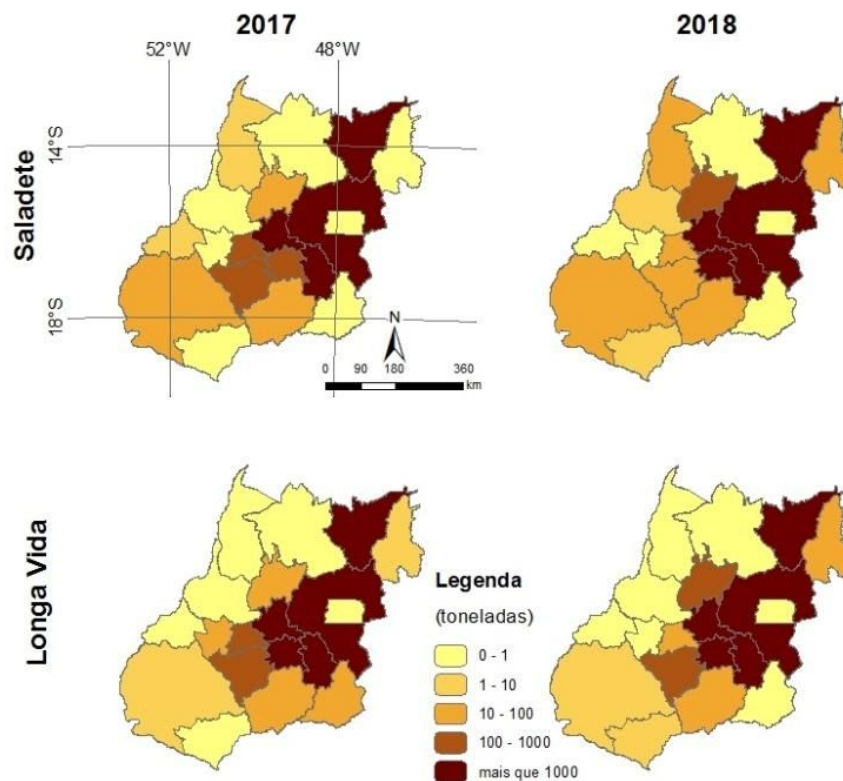 2017
2018
52°W
48°W
14°S
Saladete
18°S
N
0 90 180 360
km
Longa Vida
Legenda
(toneladas)
0 - 1
1 - 10
10 - 100
100 - 1000
mais que 1000